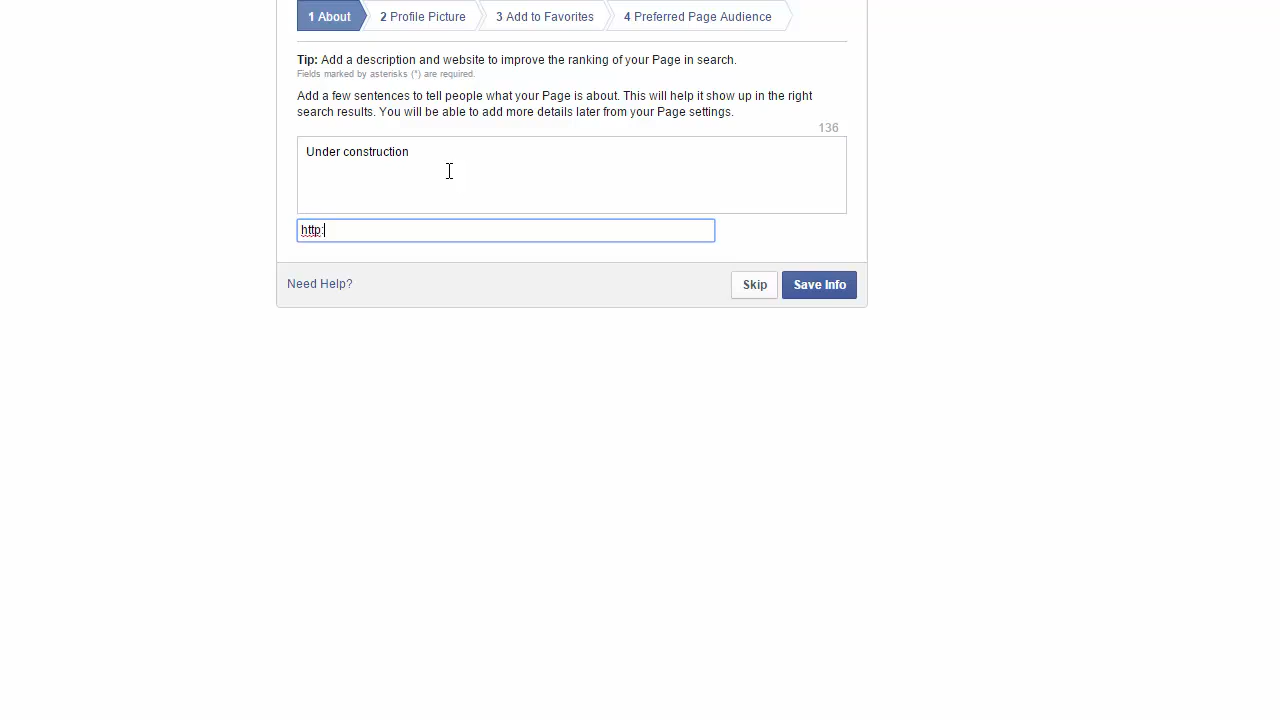 1 About 2 Profile Picture 3 Add to Favorites 4 Preferred Page Audience
Tip: Add a description and website to improve the ranking of your Page in search.
Fields marked by asterisks (*) are required.
Add a few sentences to tell people what your Page is about. This will help it show up in the right
search results. You will be able to add more details later from your Page settings.
136
Under construction
http:
Need Help? Skip Save Info